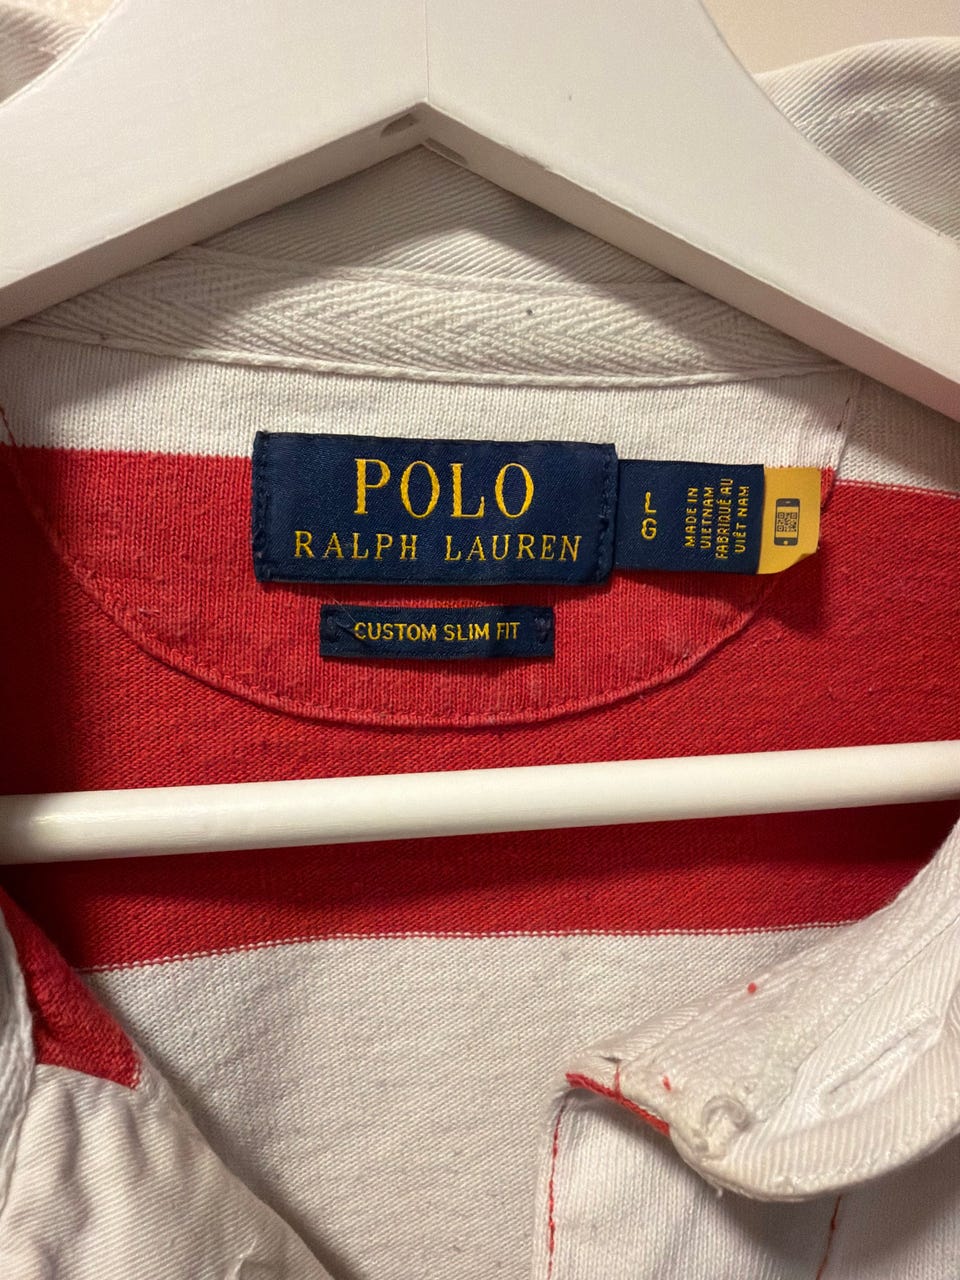 POLO
RALPH LAUREN
L
G
MADE IN
VIETNAM
FABRIQUÉ AU
VIÊT NAM
CUSTOM SLIM FIT